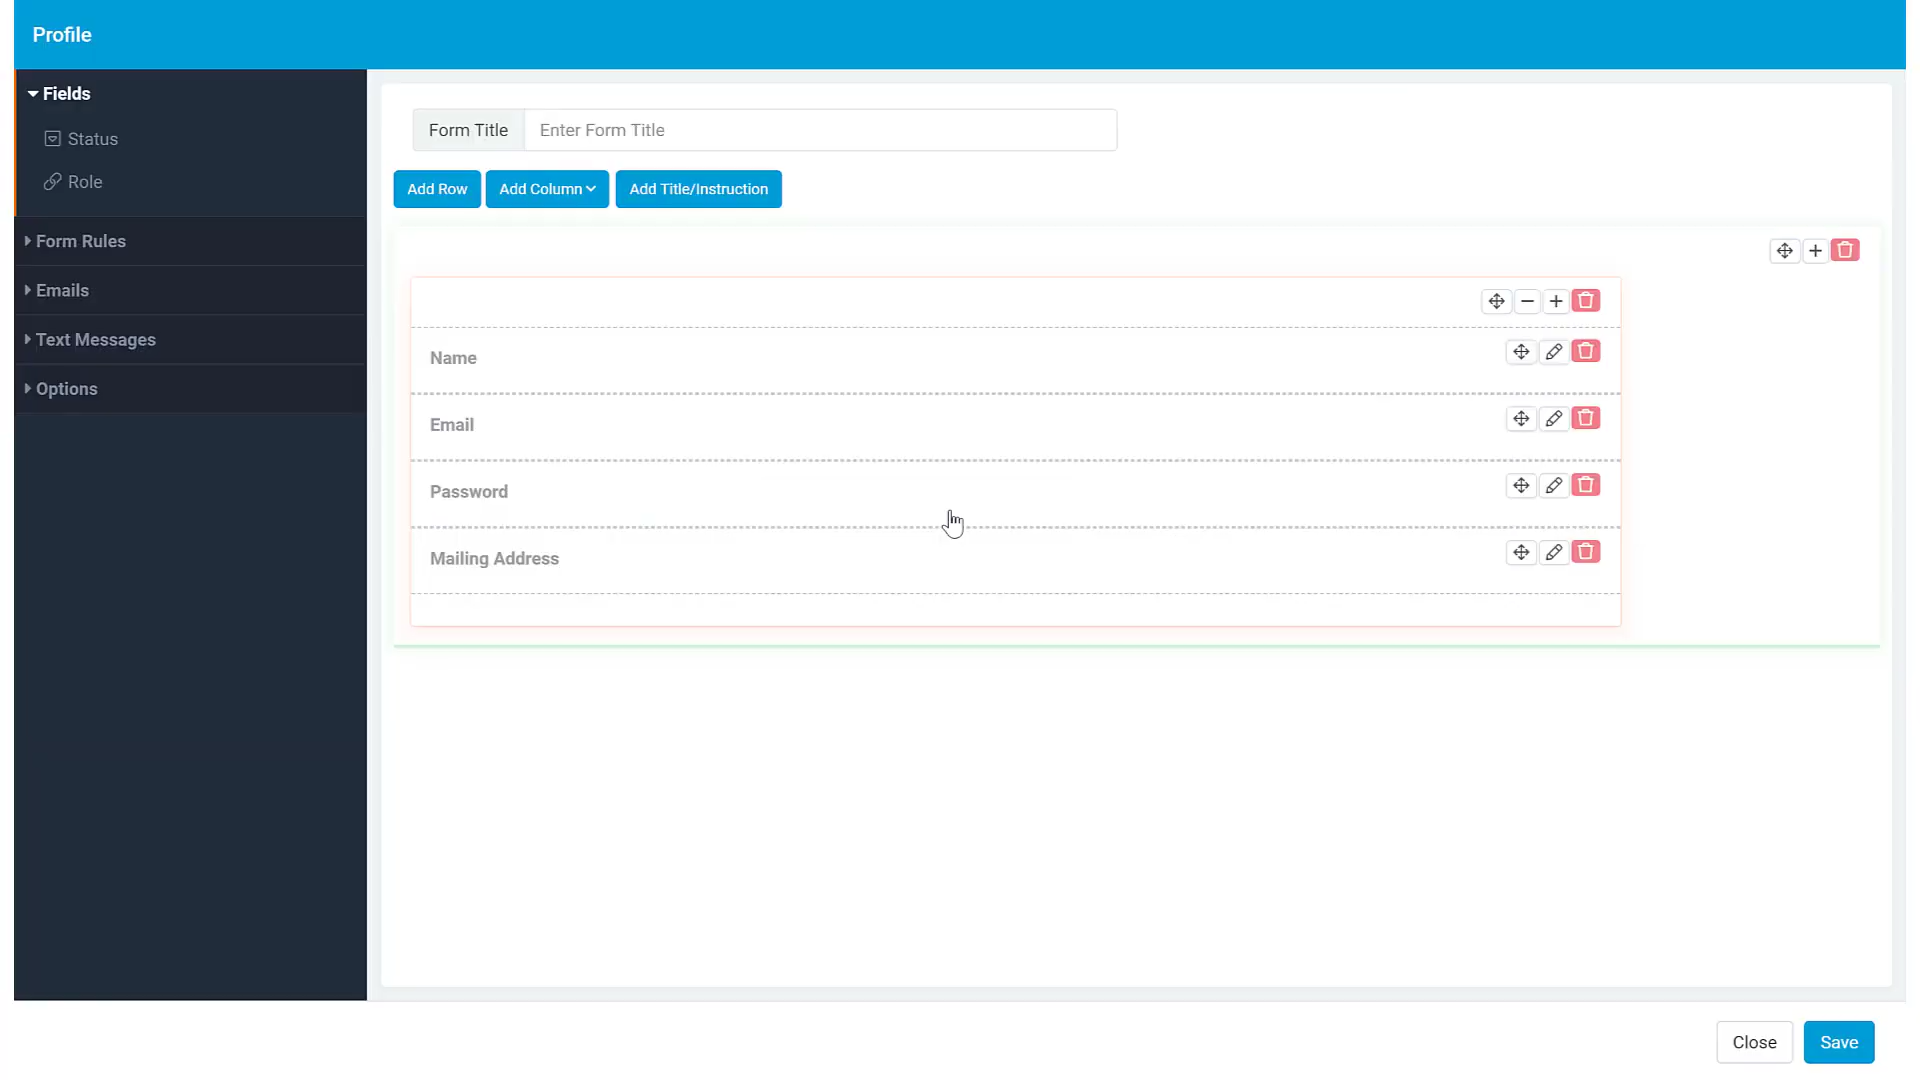 Profile
Fields
Status
Role
Form Rules
Emails
Text Messages
Options
Form Title Enter Form Title
Add Row Add Column Add Title/Instruction
Name
Email
Password
Mailing Address
Close Save